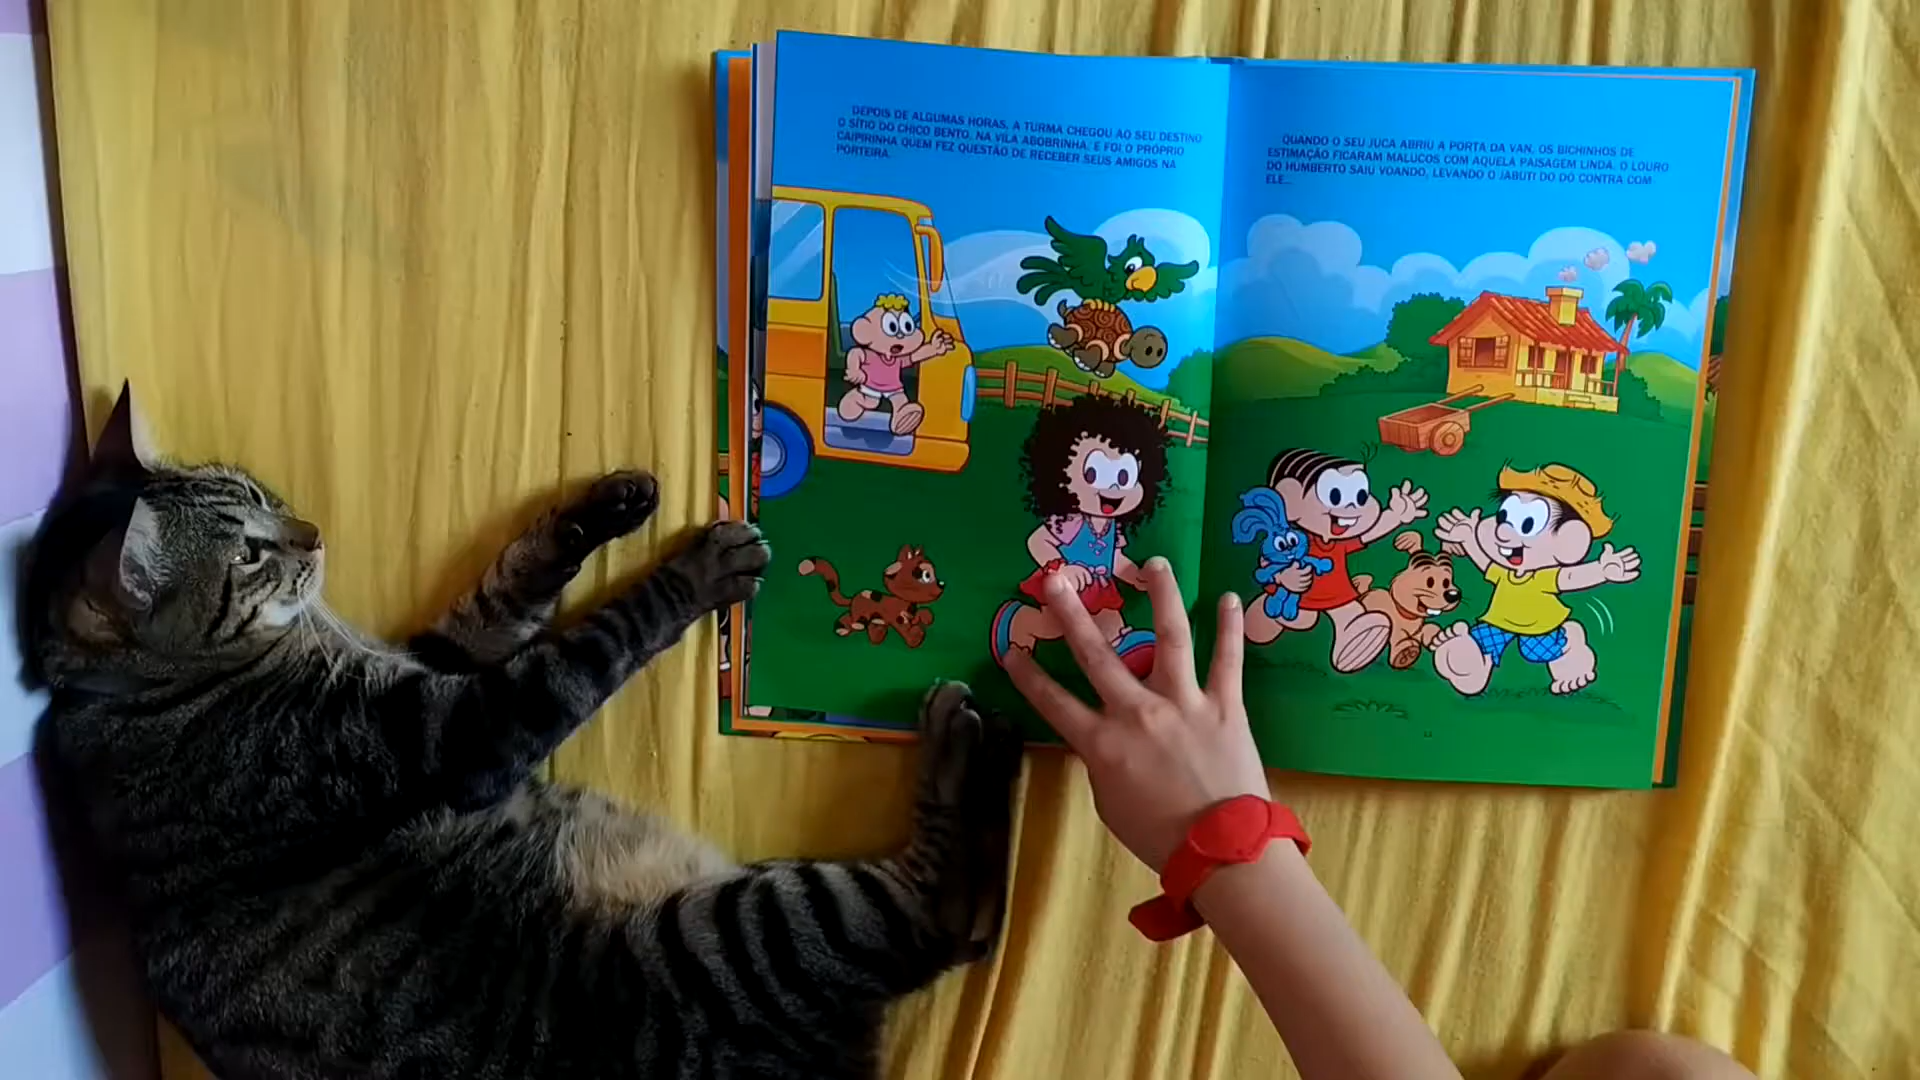 DEPOIS DE ALGUMAS HORAS, A TURMA CHEGOU AO SEU DESTINO
O SÍTIO DO CHICO BENTO, NA VILA ABOBRINHA, E FOI O PRÓPRIO
CAIPIRINHA QUEM FEZ QUESTÃO DE RECEBER SEUS AMIGOS NA
PORTEIRA.
QUANDO O SEU JUCA ABRIU A PORTA DA VAN, OS BICHINHOS DE
ESTIMAÇÃO FICARAM MALUCOS COM AQUELA PAISAGEM LINDA. O LOURO
DO HUMBERTO SAIU VOANDO, LEVANDO O JABUTI DO DO CONTRA COM
ELE...